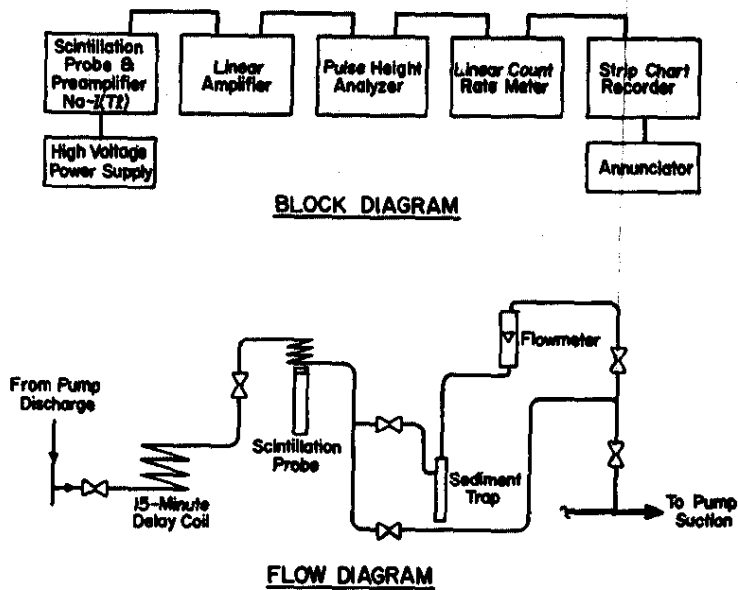 Scintillation
Probe &
Preamplifier
Na-I(Tl)
Linear
Amplifier
Pulse Height
Analyzer
Linear Count
Rate Meter
Strip Chart
Recorder
High Voltage
Power Supply
Annunciator
BLOCK DIAGRAM
From Pump
Discharge
15-Minute
Delay Coil
Scintillation
Probe
Flowmeter
Sediment
Trap
To Pump
Suction
FLOW DIAGRAM